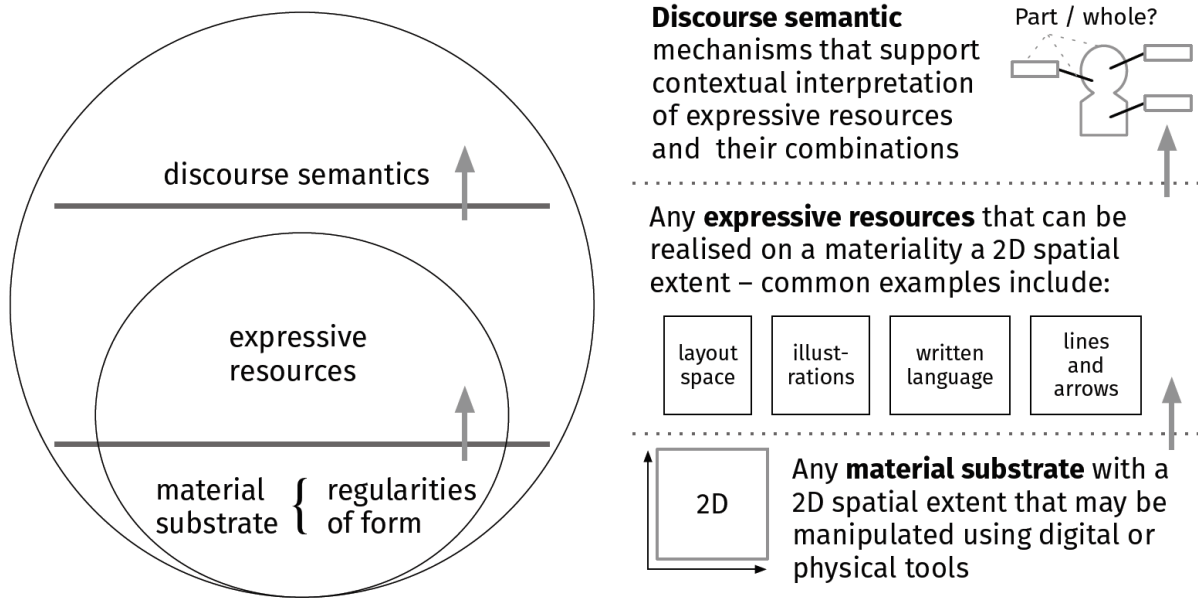 discourse semantics
expressive
resources
material
substrate
{
regularities
of form
Discourse semantic
mechanisms that support
contextual interpretation
of expressive resources
and their combinations
Part / whole?
Any expressive resources that can be
realised on a materiality a 2D spatial
extent – common examples include:
layout
space
illust-
rations
written
language
lines
and
arrows
2D
Any material substrate with a
2D spatial extent that may be
manipulated using digital or
physical tools